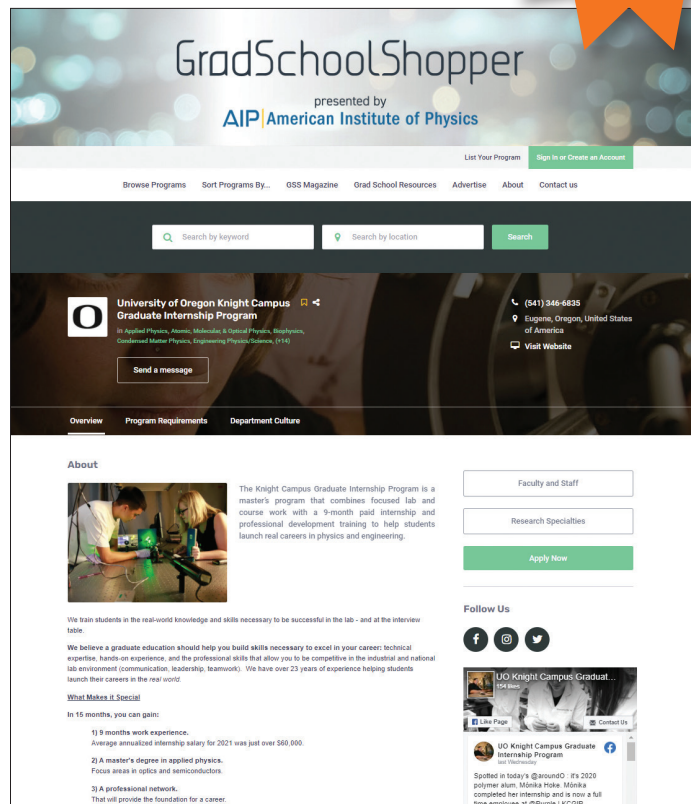 GradSchoolShopper
presented by
AIP American Institute of Physics
List Your Program
Sign In or Create an Account
Browse Programs
Sort Programs By...
GSS Magazine
Grad School Resources
Advertise
About
Contact us
Search by keyword
Search by location
Search
O
University of Oregon Knight Campus
Graduate Internship Program
in Applied Physics, Atomic, Molecular, & Optical Physics, Biophysics,
Condensed Matter Physics, Engineering Physics/Science, (+14)
Send a message
(541) 346-6835
Eugene, Oregon, United States
of America
Visit Website
Overview
Program Requirements
Department Culture
About
The Knight Campus Graduate Internship Program is a
master's program that combines focused lab and
course work with a 9-month paid internship and
professional development training to help students
launch real careers in physics and engineering.
We train students in the real-world knowledge and skills necessary to be successful in the lab - and at the interview
table.
We believe a graduate education should help you build skills necessary to excel in your career: technical
expertise, hands-on experience, and the professional skills that allow you to be competitive in the industrial and national
lab environment (communication, leadership, teamwork). We have over 23 years of experience helping students
launch their careers in the real world.
What Makes it Special
In 15 months, you can gain:
1) 9 months work experience.
Average annualized internship salary for 2021 was just over $60,000.
2) A master's degree in applied physics.
Focus areas in optics and semiconductors.
3) A professional network.
That will provide the foundation for a career.
Faculty and Staff
Research Specialties
Apply Now
Follow Us
UO Knight Campus Graduat...
154 likes
Like Page
Contact Us
UO Knight Campus Graduate
Internship Program
last Wednesday
Spotted in today's @aroundO : it's 2020
polymer alum, Mónika Hoke. Mónika
completed her internship and is now a full
time employee at @Purple | KCGIP